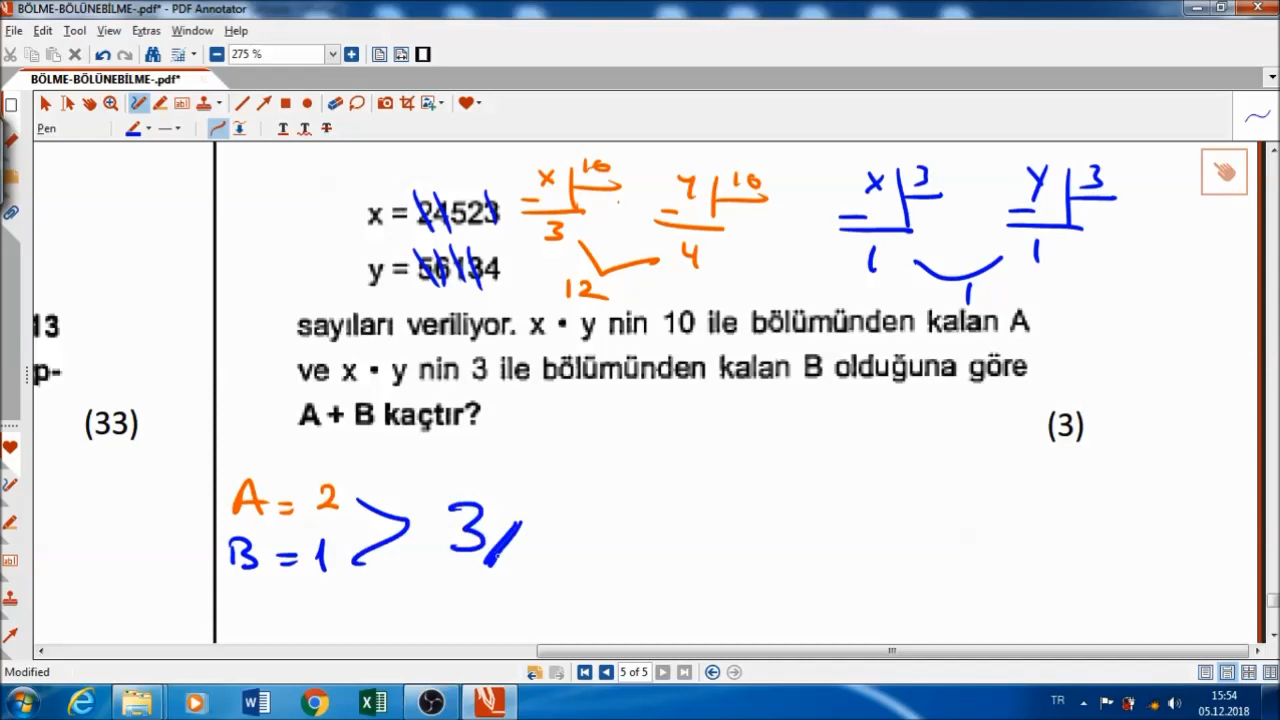 BÖLME-BÖLÜNEBİLME-.pdf* - PDF Annotator
File Edit Tool View Extras Window Help
275 %
BÖLME-BÖLÜNEBİLME-.pdf*
Pen
x = 24523
x 10
3
y 10
4
12
x 3
1
y 3
1
1
y = 56134
13
sayıları veriliyor. x • y nin 10 ile bölümünden kalan A
p-
ve x • y nin 3 ile bölümünden kalan B olduğuna göre
(33)
A + B kaçtır?
(3)
A = 2
B = 1
3
Modified
5 of 5
TR
15:54
05.12.2018